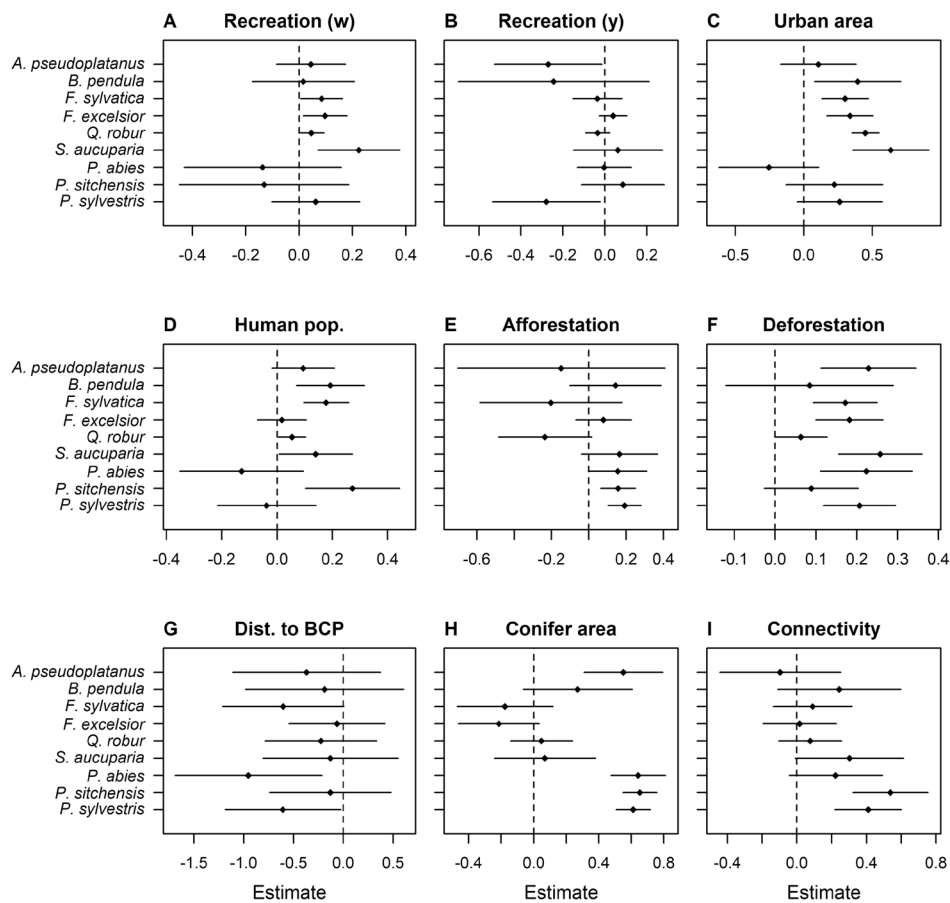 A Recreation (w) B Recreation (y) C Urban area
A. pseudoplatanus
B. pendula
F. sylvatica
F. excelsior
Q. robur
S. aucuparia
P. abies
P. sitchensis
P. sylvestris
-0.4 -0.2 0.0 0.2 0.4 -0.6 -0.4 -0.2 0.0 0.2 -0.5 0.0 0.5
D Human pop. E Afforestation F Deforestation
A. pseudoplatanus
B. pendula
F. sylvatica
F. excelsior
Q. robur
S. aucuparia
P. abies
P. sitchensis
P. sylvestris
-0.4 -0.2 0.0 0.2 0.4 -0.6 -0.2 0.2 0.4 -0.1 0.0 0.1 0.2 0.3 0.4
G Dist. to BCP H Conifer area I Connectivity
A. pseudoplatanus
B. pendula
F. sylvatica
F. excelsior
Q. robur
S. aucuparia
P. abies
P. sitchensis
P. sylvestris
-1.5 -1.0 -0.5 0.0 0.5 -0.4 0.0 0.4 0.8 -0.4 0.0 0.4 0.8
Estimate Estimate Estimate